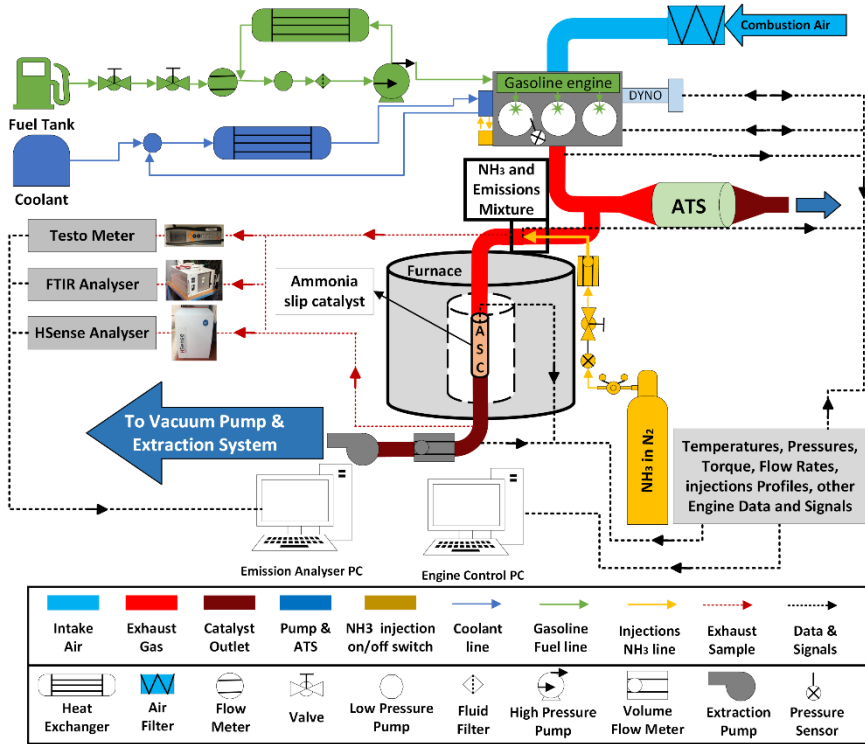 Combustion Air
Gasoline engine
DYNO
Fuel Tank
Coolant
NH₃ and
Emissions
Mixture
ATS
Testo Meter
FTIR Analyser
HSense Analyser
HSense
Furnace
Ammonia
slip catalyst
A
S
C
To Vacuum Pump &
Extraction System
NH3 in N₂
Temperatures, Pressures,
Torque, Flow Rates,
injections Profiles, other
Engine Data and Signals
Emission Analyser PC
Engine Control PC
Intake
Air
Exhaust
Gas
Catalyst
Outlet
Pump &
ATS
NH3 injection
on/off switch
Coolant
line
Gasoline
Fuel line
Injections
NH₃ line
Exhaust
Sample
Data &
Signals
Heat
Exchanger
Air
Filter
Flow
Meter
Valve
Low Pressure
Pump
Fluid
Filter
High Pressure
Pump
Volume
Flow Meter
Extraction
Pump
Pressure
Sensor